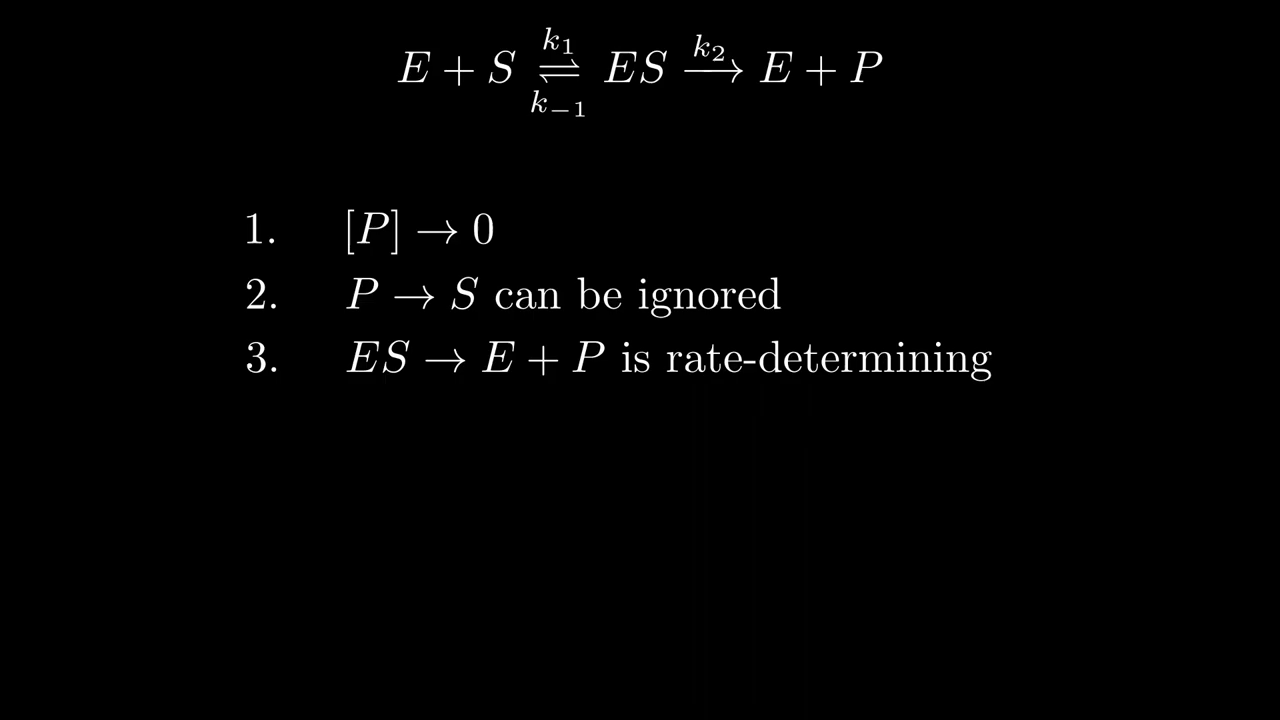 k₁
E + S ⇌ ES → E + P
k₋₁ k₂
1. [P] → 0
2. P → S can be ignored
3. ES → E + P is rate-determining